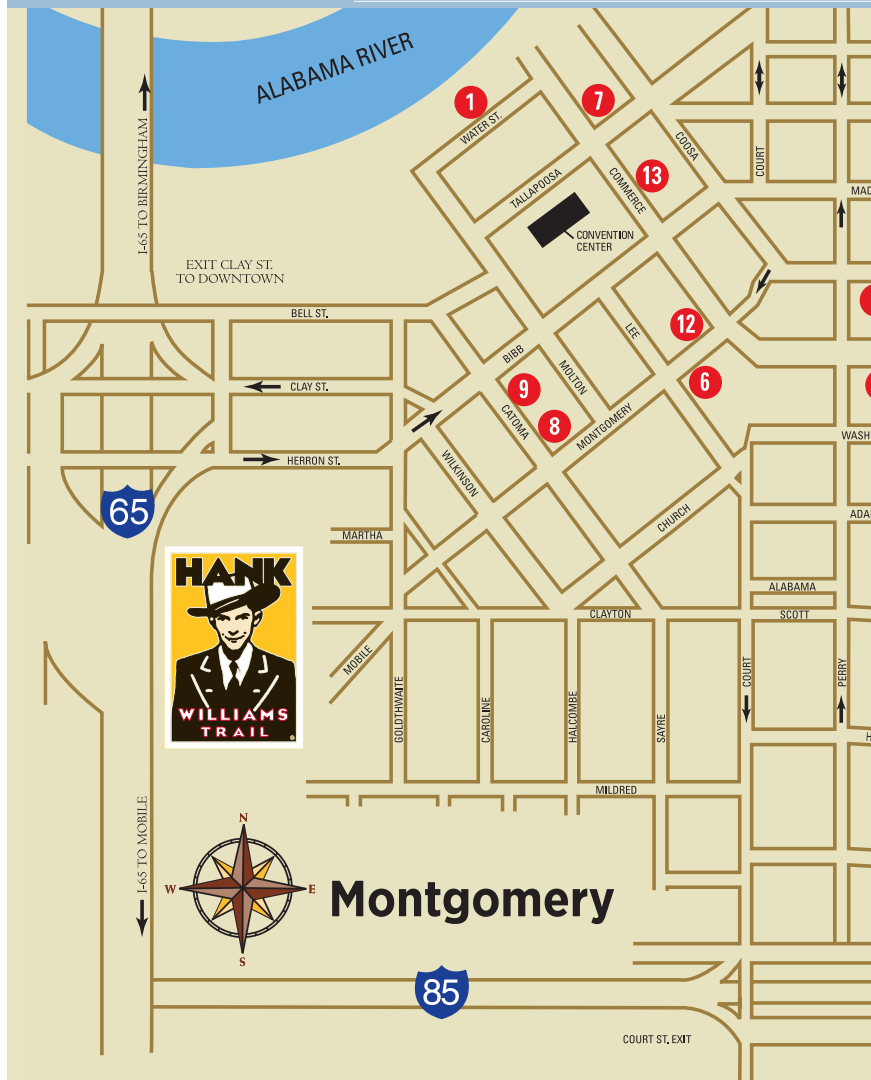 ALABAMA RIVER
1
7
WATER ST.
COOSA
13
COURT
I-65 TO BIRMINGHAM
TALLAPOOSA
COMMERCE
MAD
CONVENTION
CENTER
EXIT CLAY ST.
TO DOWNTOWN
BELL ST.
12
LEE
BIBB
MOLTON
9
6
CLAY ST.
CATOMA
8
MONTGOMERY
WASH
HERRON ST.
WILKINSON
65
CHURCH
ADA
MARTHA
HANK
WILLIAMS
TRAIL
ALABAMA
CLAYTON
SCOTT
MOBILE
GOLDTHWAITE
CAROLINE
HALCOMBE
SAYRE
COURT
PERRY
H
MILDRED
I-65 TO MOBILE
N
W
E
S
Montgomery
85
COURT ST. EXIT